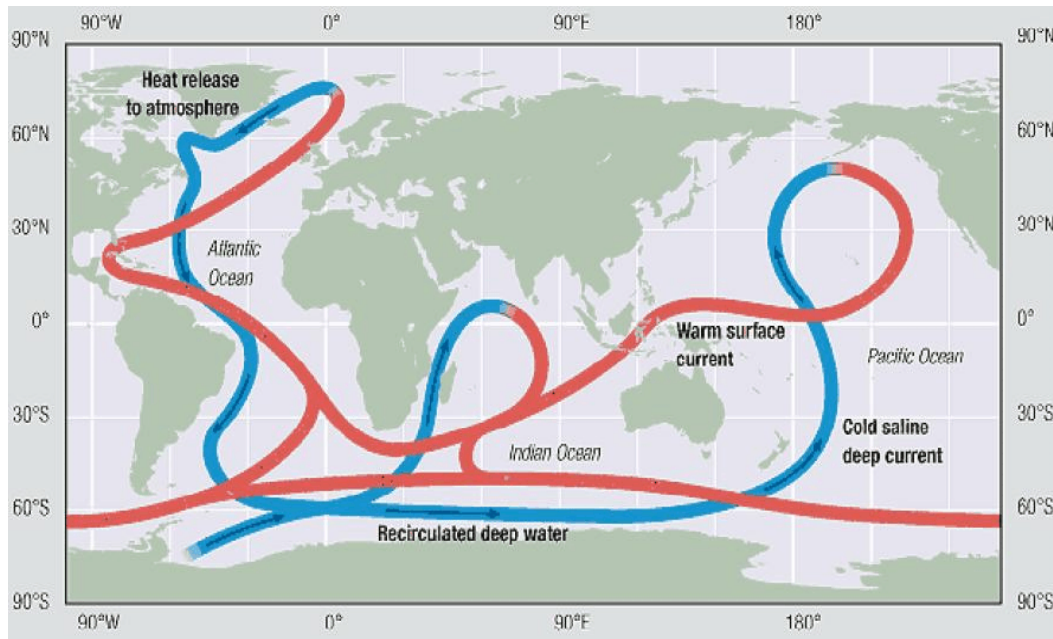 90°W 0° 90°E 180°
90°N 90°N
Heat release
to atmosphere
60°N 60°N
30°N 30°N
Atlantic
Ocean
0° 0°
Warm surface
current
Pacific Ocean
30°S 30°S
Cold saline
deep current
Indian Ocean
60°S 60°S
Recirculated deep water
90°S 90°S
90°W 0° 90°E 180°